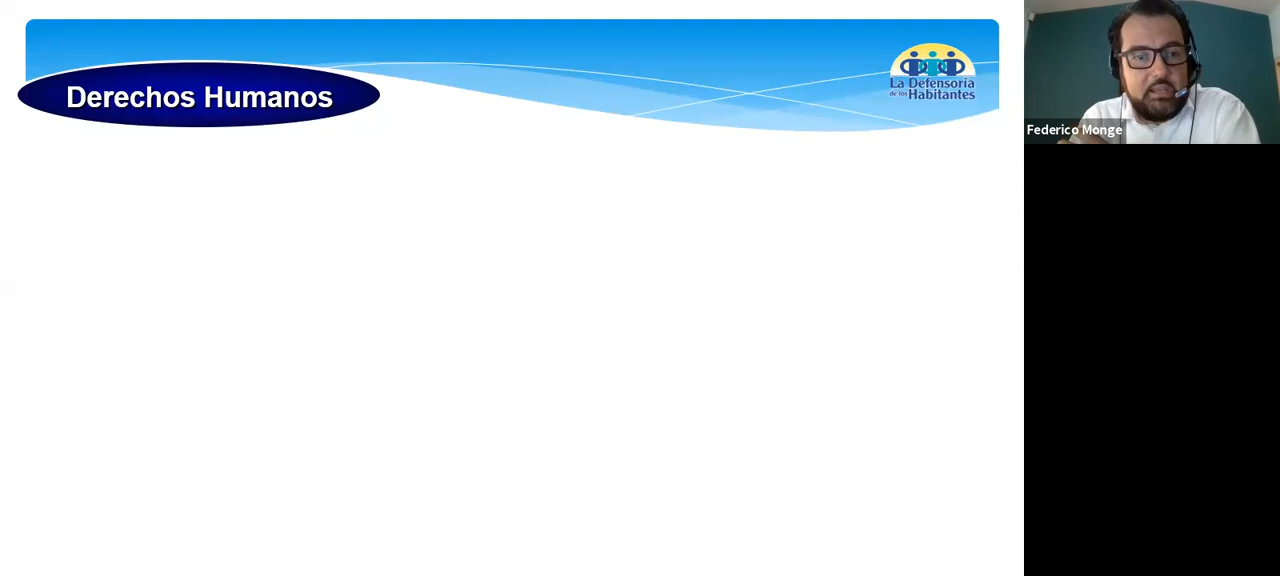 Derechos Humanos
La Defensoría
de los Habitantes
Federico Monge